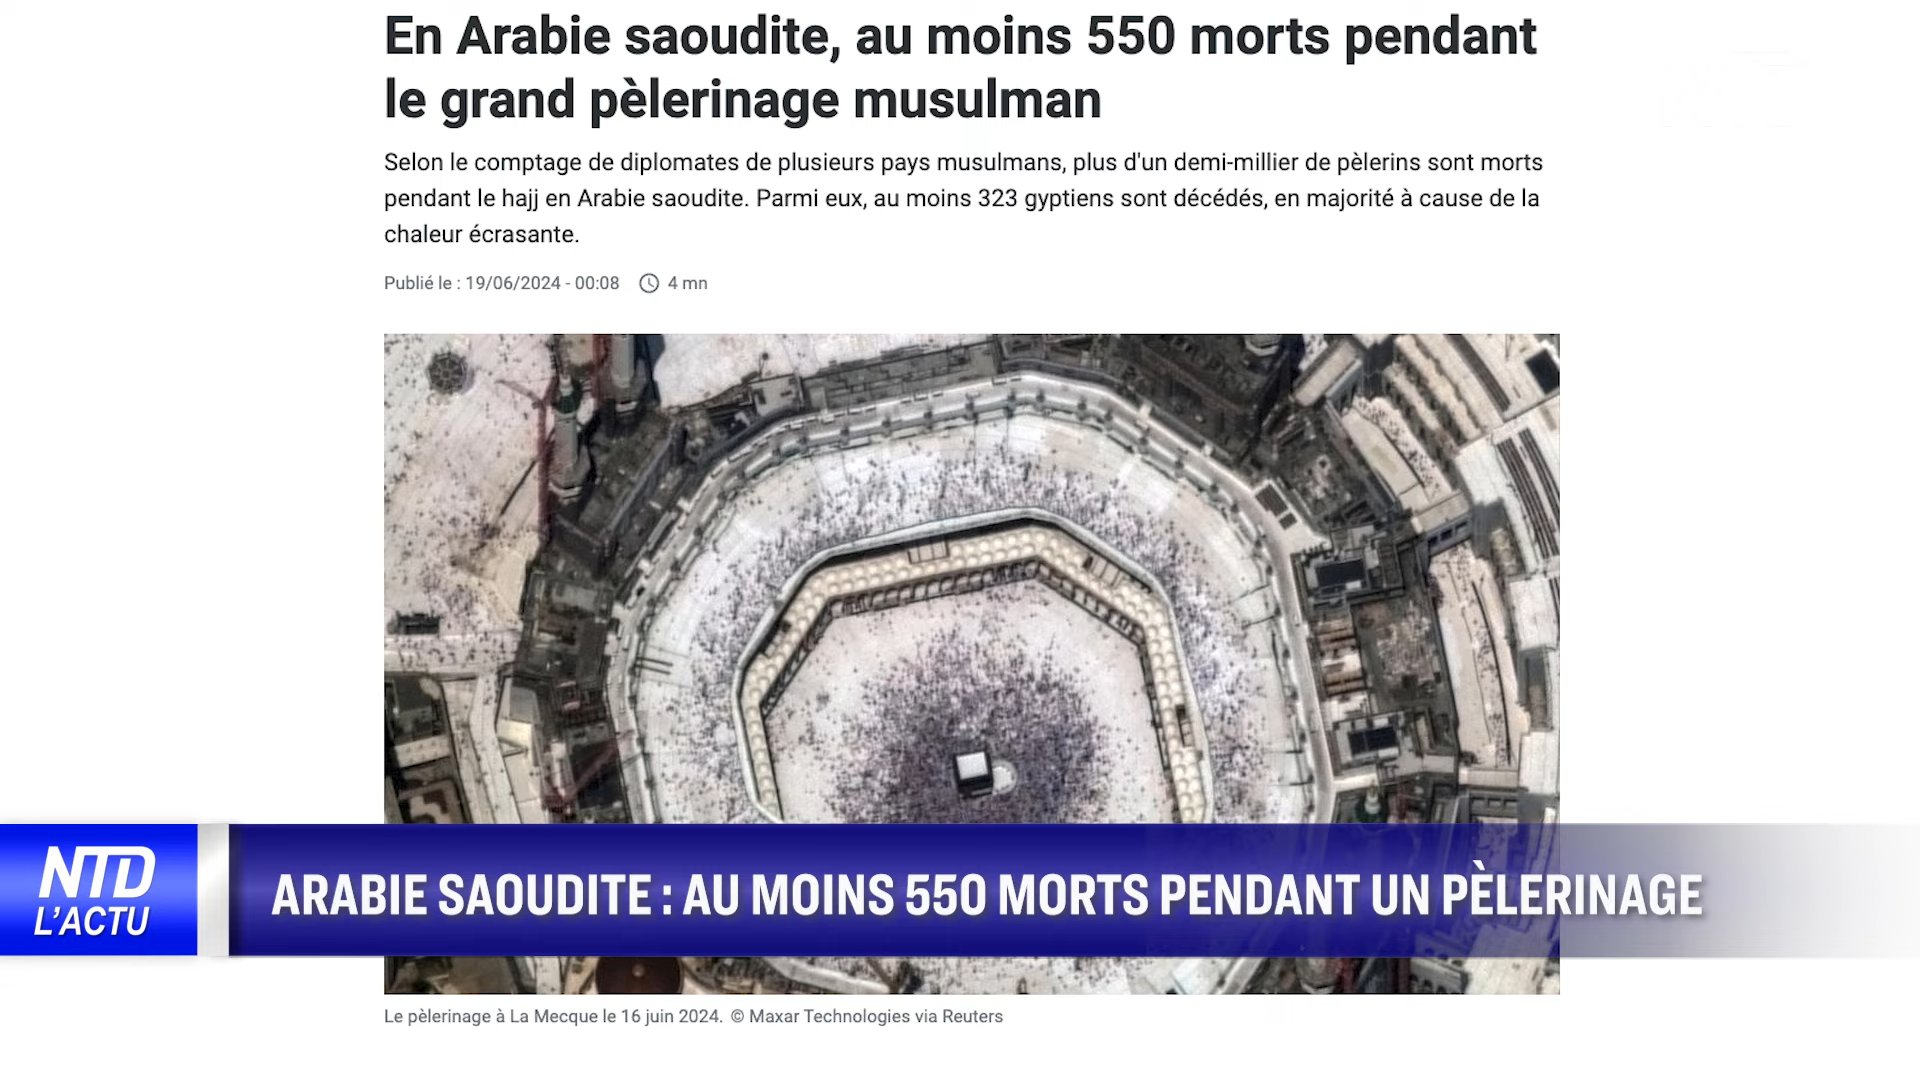 En Arabie saoudite, au moins 550 morts pendant
le grand pèlerinage musulman
Selon le comptage de diplomates de plusieurs pays musulmans, plus d'un demi-millier de pèlerins sont morts
pendant le hajj en Arabie saoudite. Parmi eux, au moins 323 gyptiens sont décédés, en majorité à cause de la
chaleur écrasante.
Publié le : 19/06/2024 - 00:08 4 mn
NTD
L'ACTU
ARABIE SAOUDITE : AU MOINS 550 MORTS PENDANT UN PÈLERINAGE
Le pèlerinage à La Mecque le 16 juin 2024. © Maxar Technologies via Reuters